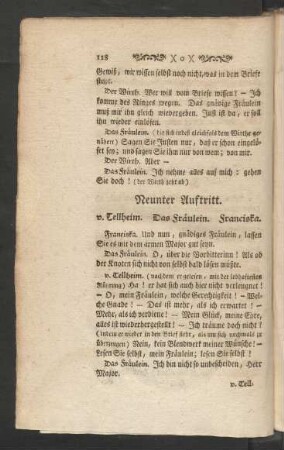 118
Gewiß, wir wissen selbst noch nicht, was in dem Briefe
steht.
Der Wirth. Wer will vom Briefe wissen! – Ich
komme des Ringes wegen. Das gnädige Fräulein
muß mir ihn gleich wiedergeben. Just ist da, er soll
ihn wieder einlösen.
Das Fräulein. (die sich indeß gleichfalls dem Wirthe ge-
nähert) Sagen Sie Justen nur, daß er schon eingelö-
set sey; und sagen Sie ihm nur von wem; von mir.
Der Wirth. Aber –
Das Fräulein. Ich nehme alles auf mich; gehen
Sie doch! (der Wirth geht ab)
Neunter Auftritt.
v. Tellheim. Das Fräulein. Franciska.
Franciska. Und nun, gnädiges Fräulein, lassen
Sie es mit dem armen Major gut seyn.
Das Fräulein. O, über die Vorbitterinn! Als ob
der Knoten sich nicht von selbst bald lösen müßte.
v. Tellheim. (nachdem er gelesen, mit der lebhaftesten
Rührung) Ha! er hat sich auch hier nicht verleugnet!
– O, mein Fräulein, welche Gerechtigkeit! – Wel-
che Gnade! – Das ist mehr, als ich erwartet! –
Mehr, als ich verdiene! – Mein Glück, meine Ehre,
alles ist wiederhergestellt! – Ich träume doch nicht?
(indem er wieder in den Brief sieht, als um sich nochmals zu
überzeugen) Nein, kein Blendwerk meiner Wünsche! –
Lesen Sie selbst, mein Fräulein; lesen Sie selbst!
Das Fräulein. Ich bin nicht so unbescheiden, Herr
Major.
v. Tell-